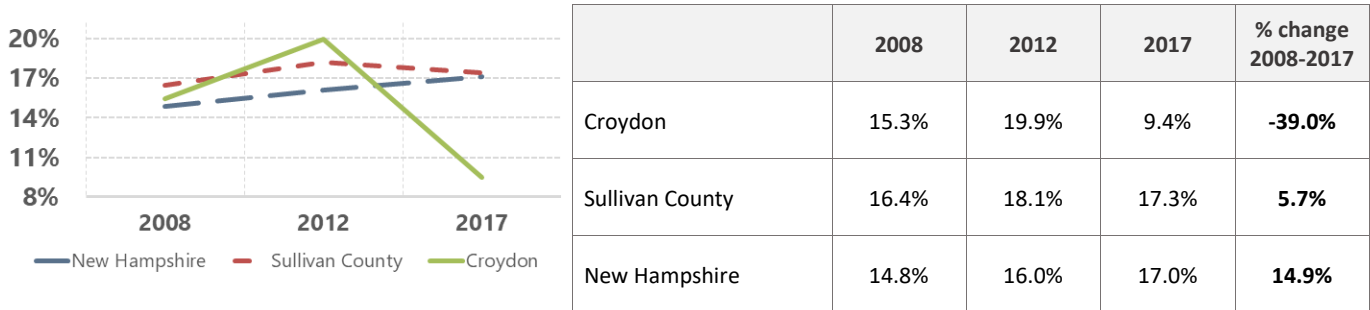 20%
17%
14%
11%
8%
2008 2012 2017
New Hampshire Sullivan County Croydon
2008 2012 2017 % change
2008-2017
Croydon 15.3% 19.9% 9.4% -39.0%
Sullivan County 16.4% 18.1% 17.3% 5.7%
New Hampshire 14.8% 16.0% 17.0% 14.9%